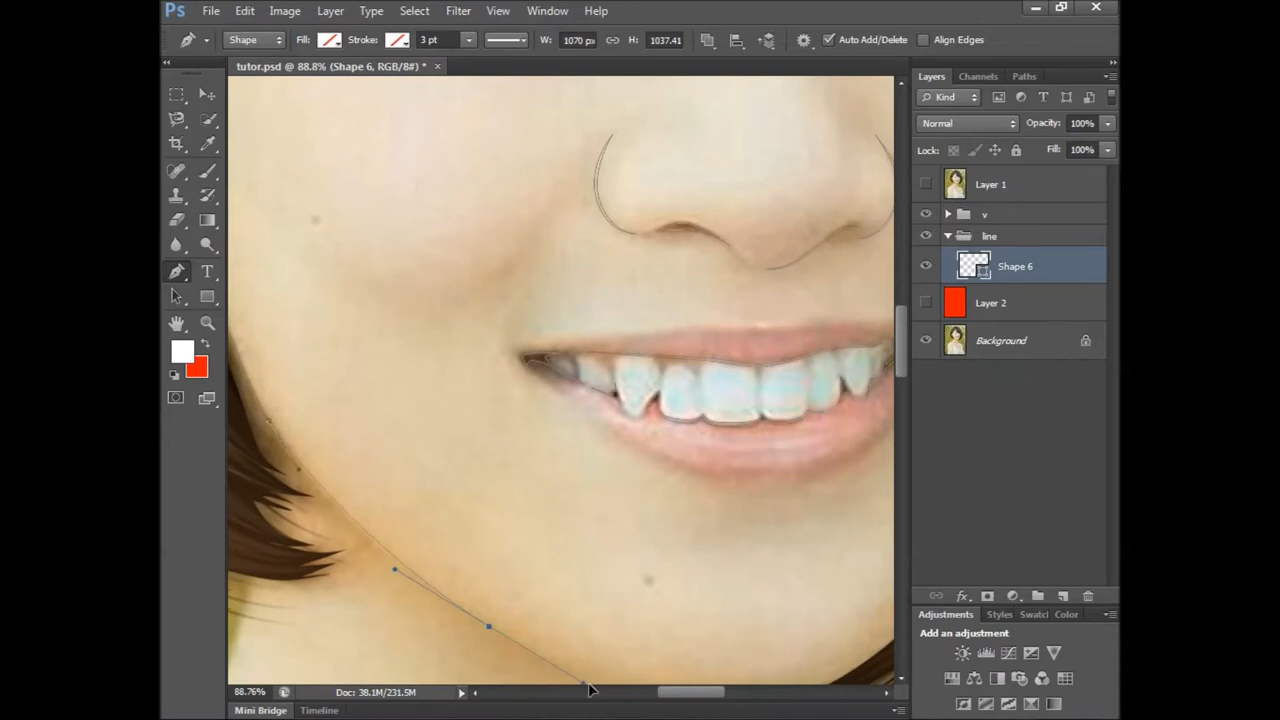 Ps File Edit Image Layer Type Select Filter View Window Help
Shape Fill: Stroke: 3 pt W: 1070 px H: 1037.41 Auto Add/Delete Align Edges
tutor.psd @ 88.8% (Shape 6, RGB/8#) * ×
Layers Channels Paths
Kind T
Normal Opacity: 100%
Lock: Fill: 100%
Layer 1
v
line
Shape 6
Layer 2
Background
fx
Adjustments Styles Swatcl Color
Add an adjustment
88.76% Doc: 38.1M/231.5M
Mini Bridge Timeline